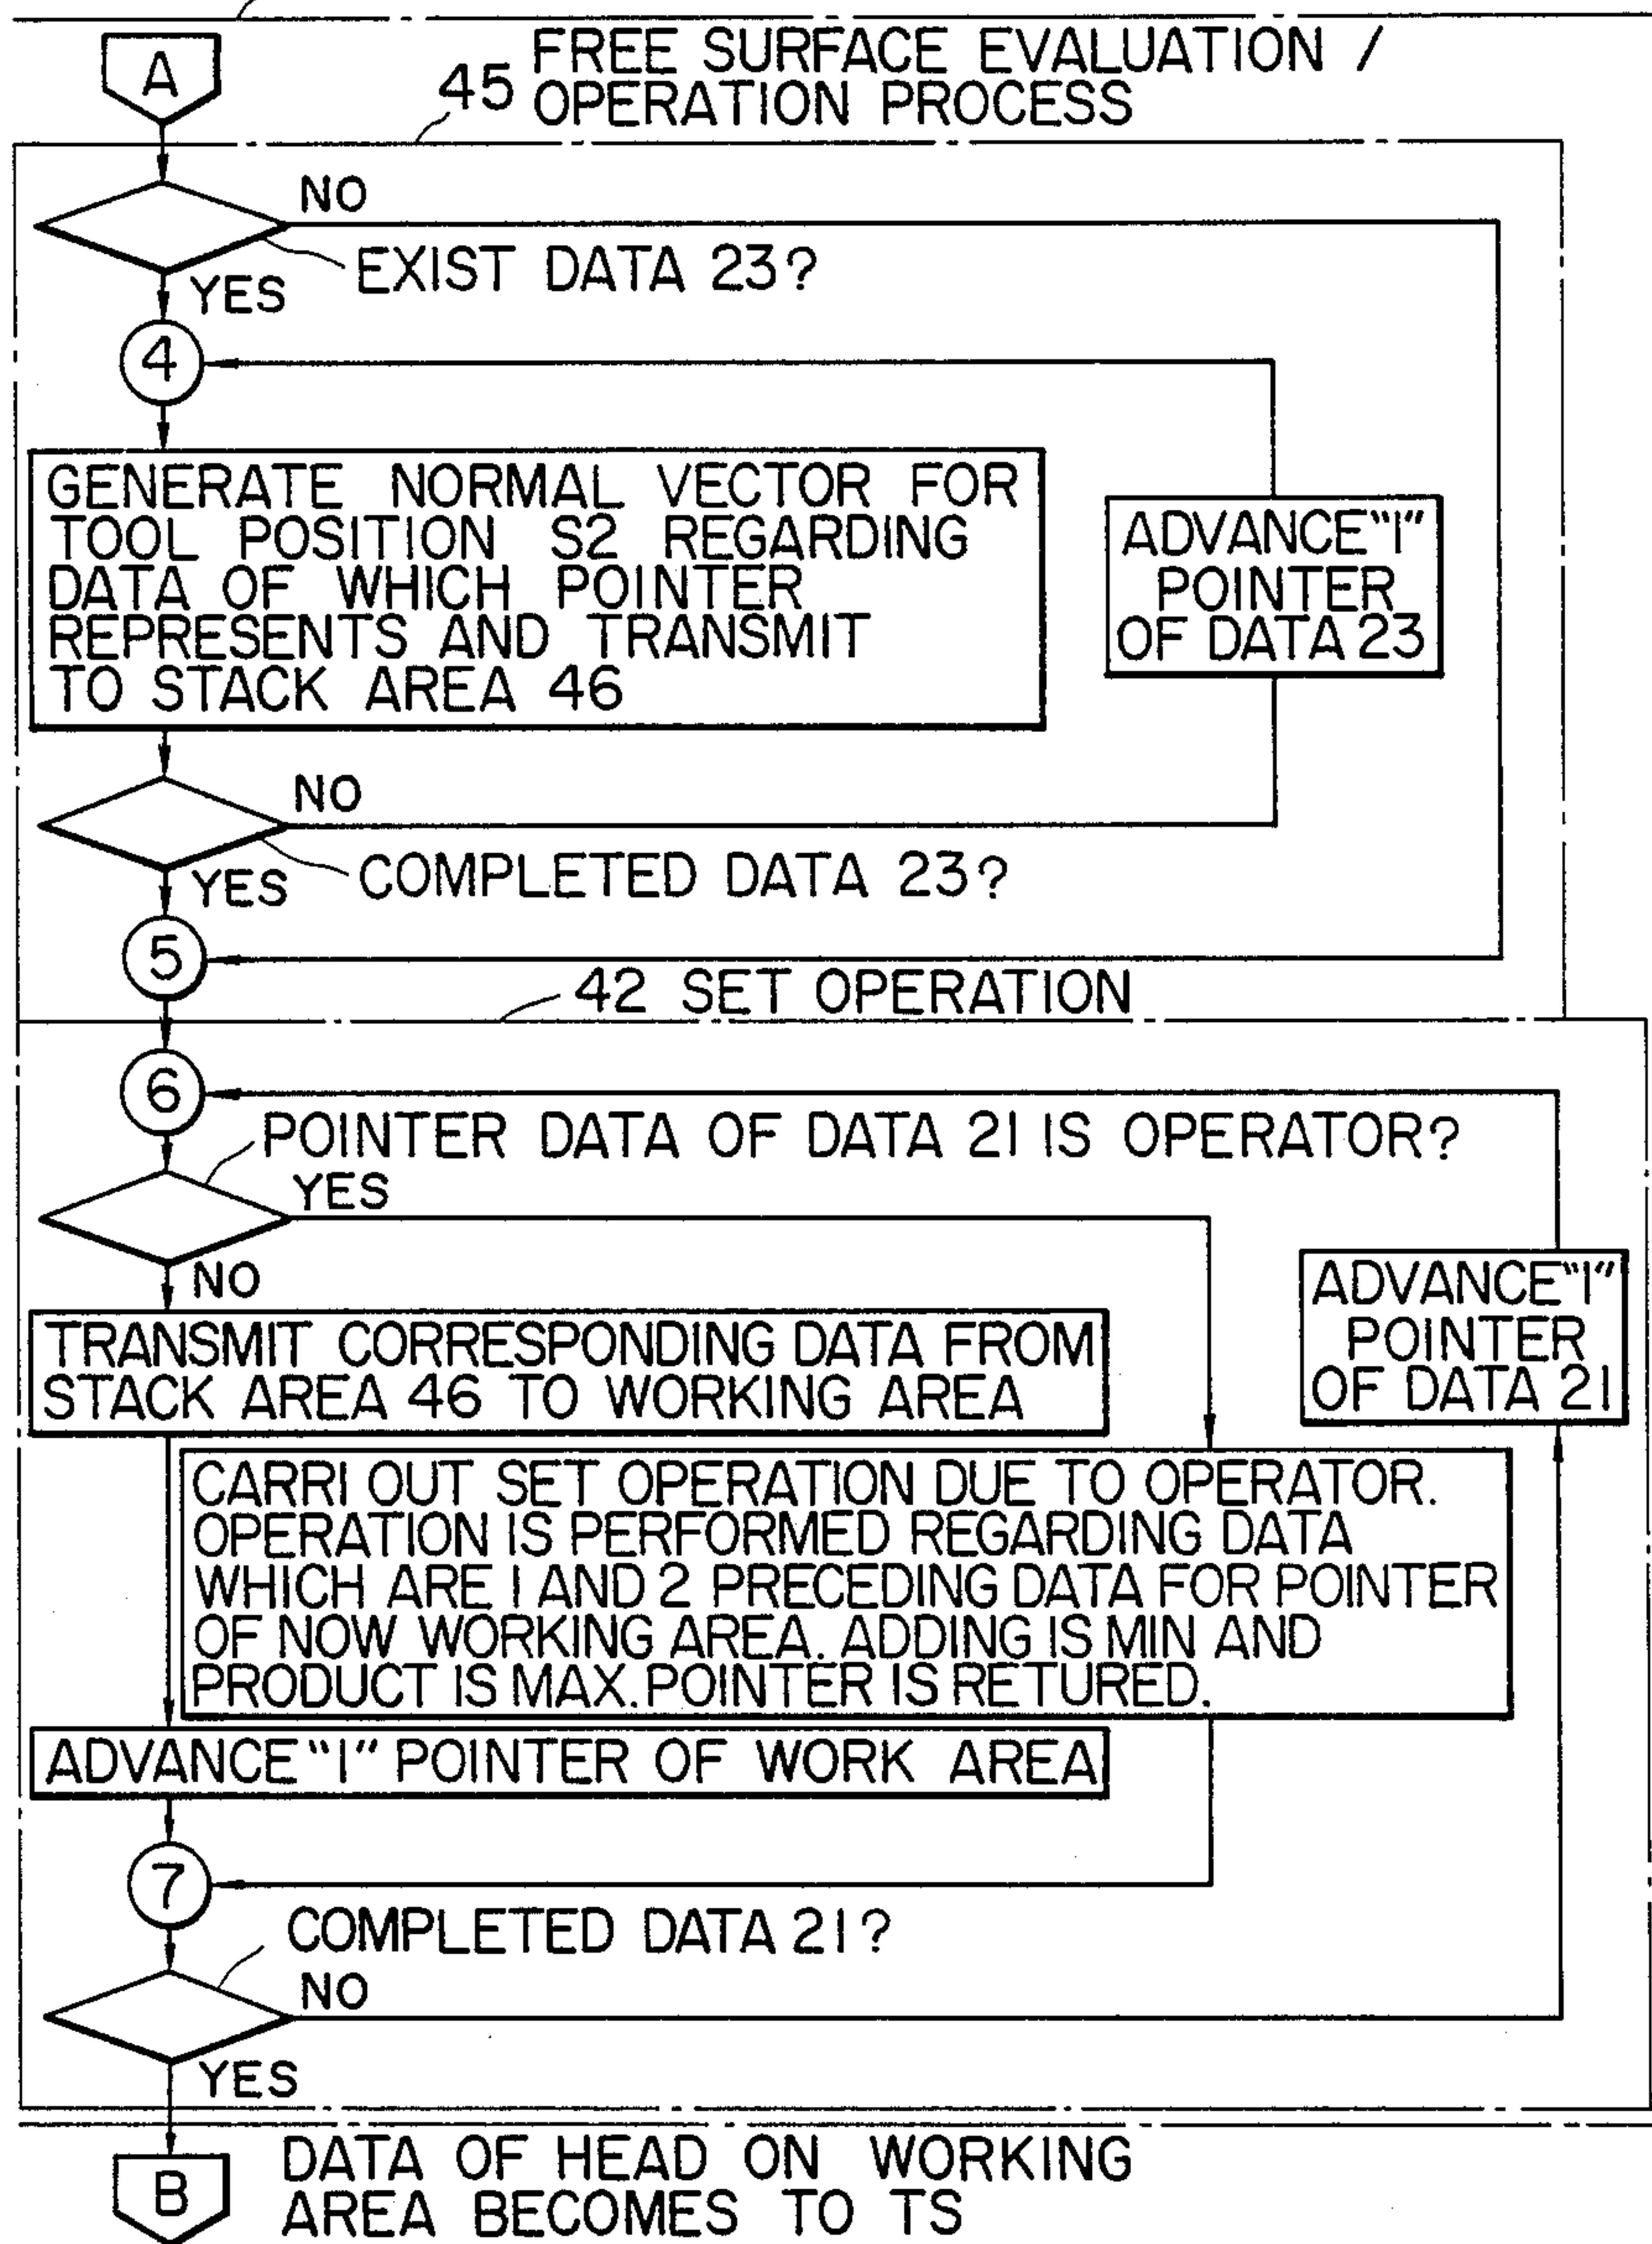 A
FREE SURFACE EVALUATION /
45 OPERATION PROCESS
NO
EXIST DATA 23?
YES
4
GENERATE NORMAL VECTOR FOR
TOOL POSITION S2 REGARDING
DATA OF WHICH POINTER
REPRESENTS AND TRANSMIT
TO STACK AREA 46
ADVANCE "1"
POINTER
OF DATA 23
NO
COMPLETED DATA 23?
YES
5
42 SET OPERATION
6
POINTER DATA OF DATA 21 IS OPERATOR?
YES
NO
ADVANCE "1"
POINTER
OF DATA 21
TRANSMIT CORRESPONDING DATA FROM
STACK AREA 46 TO WORKING AREA
CARRI OUT SET OPERATION DUE TO OPERATOR.
OPERATION IS PERFORMED REGARDING DATA
WHICH ARE 1 AND 2 PRECEDING DATA FOR POINTER
OF NOW WORKING AREA. ADDING IS MIN AND
PRODUCT IS MAX. POINTER IS RETURED.
ADVANCE "1" POINTER OF WORK AREA
7
COMPLETED DATA 21?
NO
YES
B
DATA OF HEAD ON WORKING
AREA BECOMES TO TS